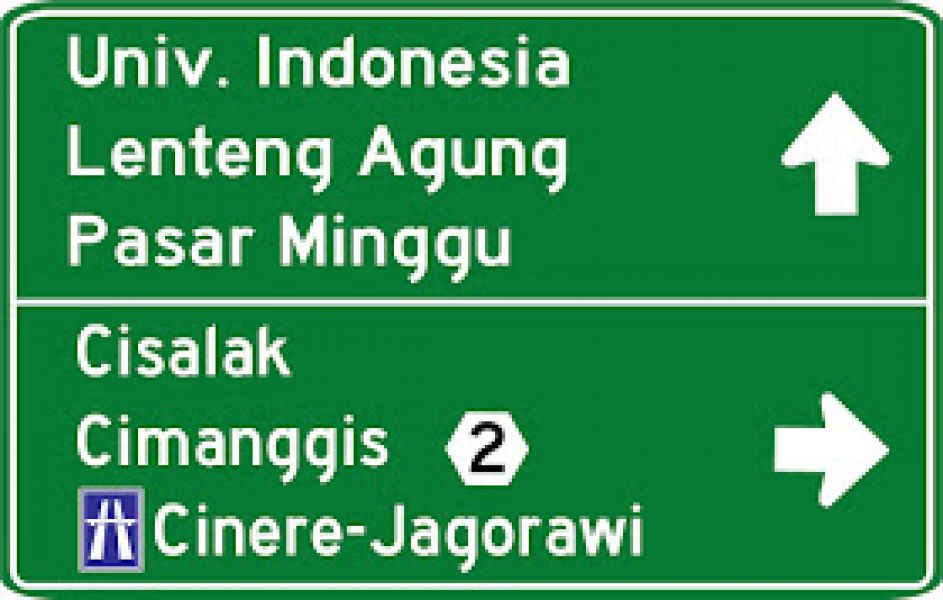 Univ. Indonesia
Lenteng Agung
Pasar Minggu
Cisalak
Cimanggis 2
Cinere-Jagorawi